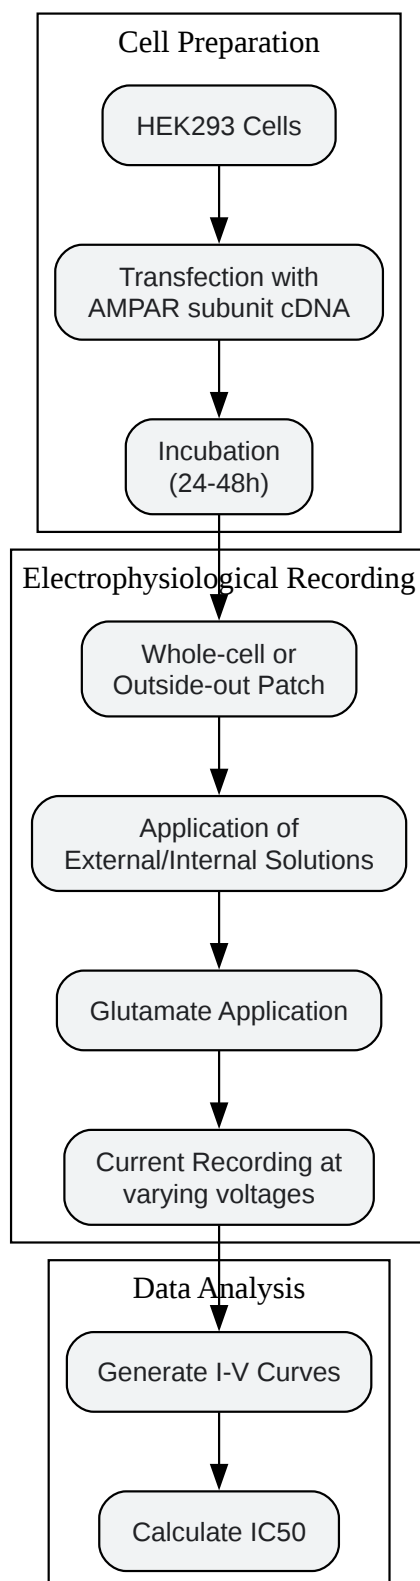 Cell Preparation
HEK293 Cells
Transfection with
AMPAR subunit cDNA
Incubation
(24-48h)
Electrophysiological Recording
Whole-cell or
Outside-out Patch
Application of
External/Internal Solutions
Glutamate Application
Current Recording at
varying voltages
Data Analysis
Generate I-V Curves
Calculate IC50